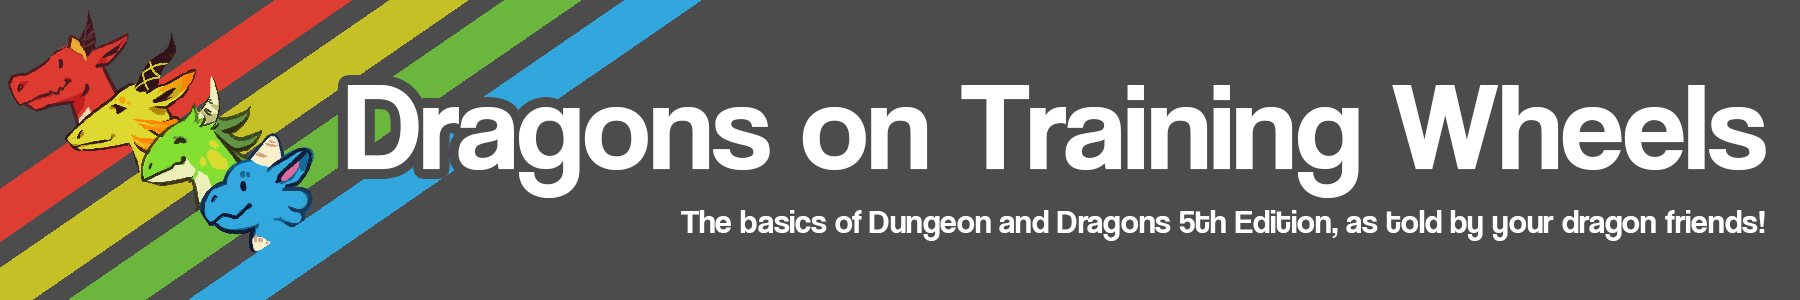 Dragons on Training Wheels
The basics of Dungeon and Dragons 5th Edition, as told by your dragon friends!